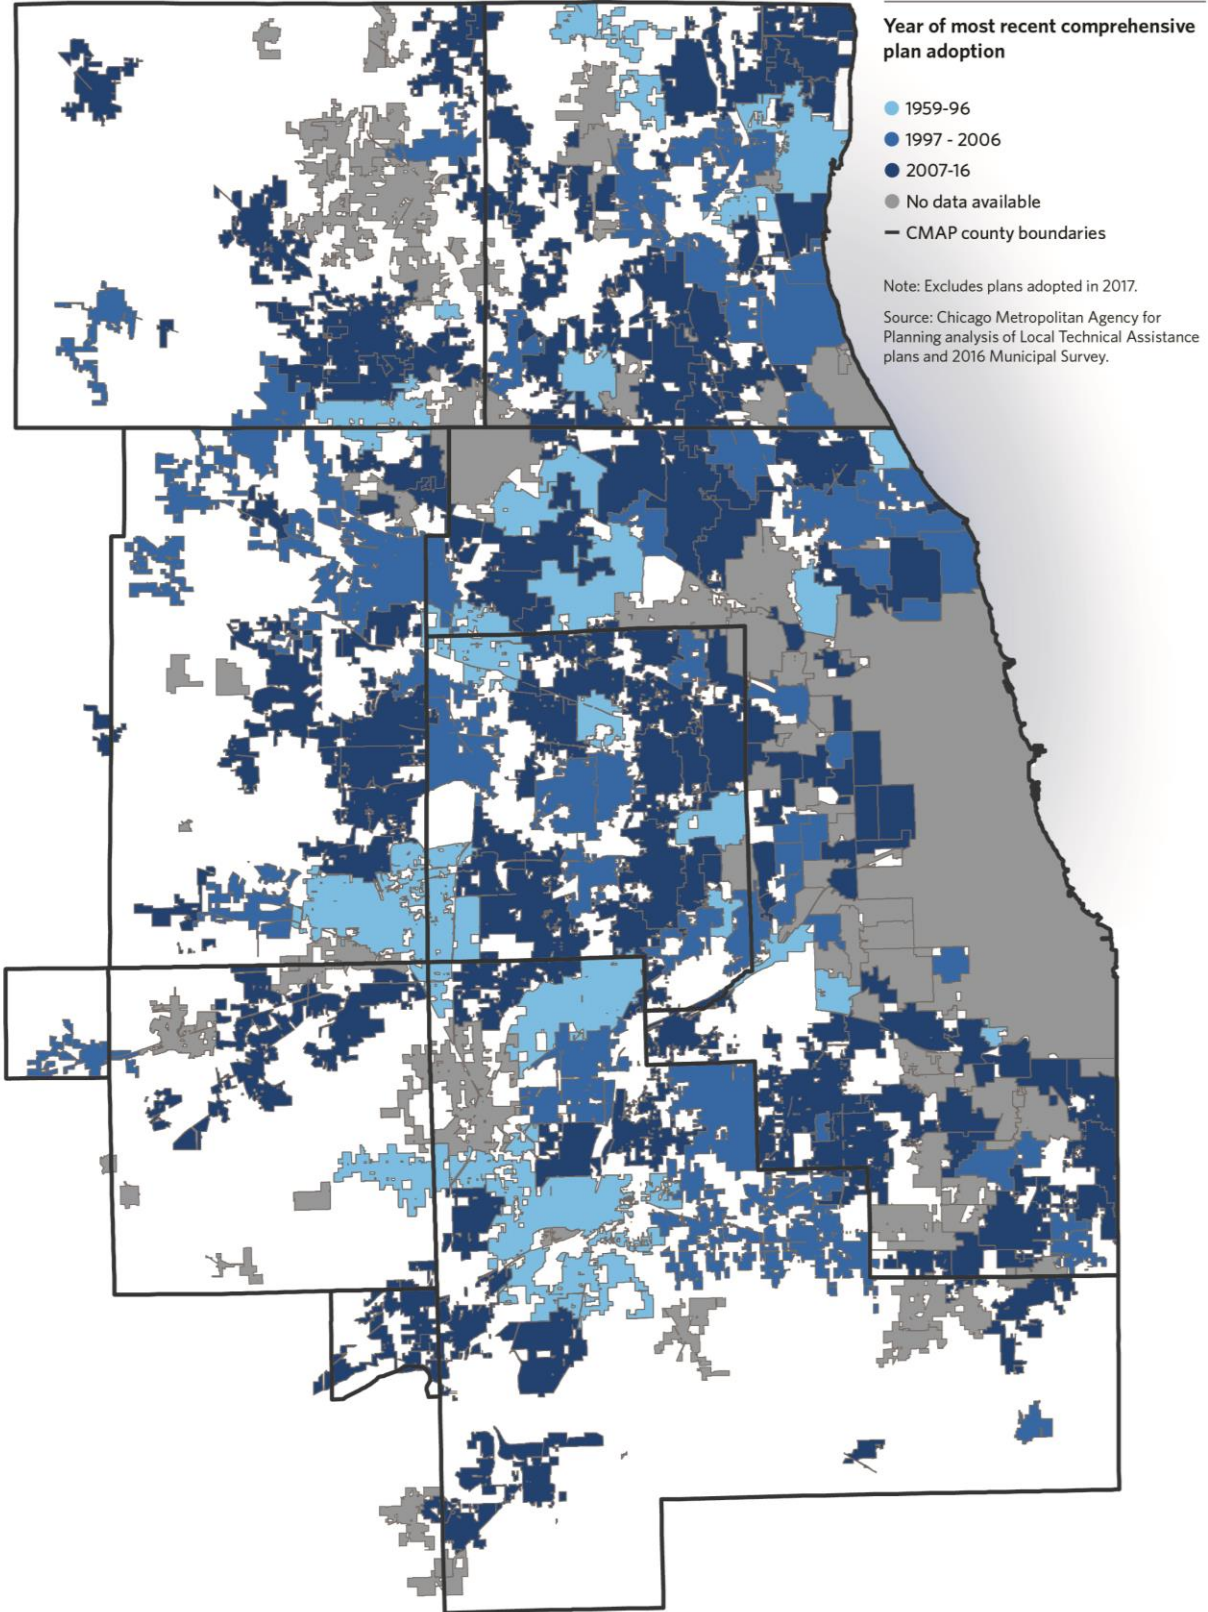 Year of most recent comprehensive
plan adoption
1959-96
1997 - 2006
2007-16
No data available
CMAP county boundaries
Note: Excludes plans adopted in 2017.
Source: Chicago Metropolitan Agency for
Planning analysis of Local Technical Assistance
plans and 2016 Municipal Survey.